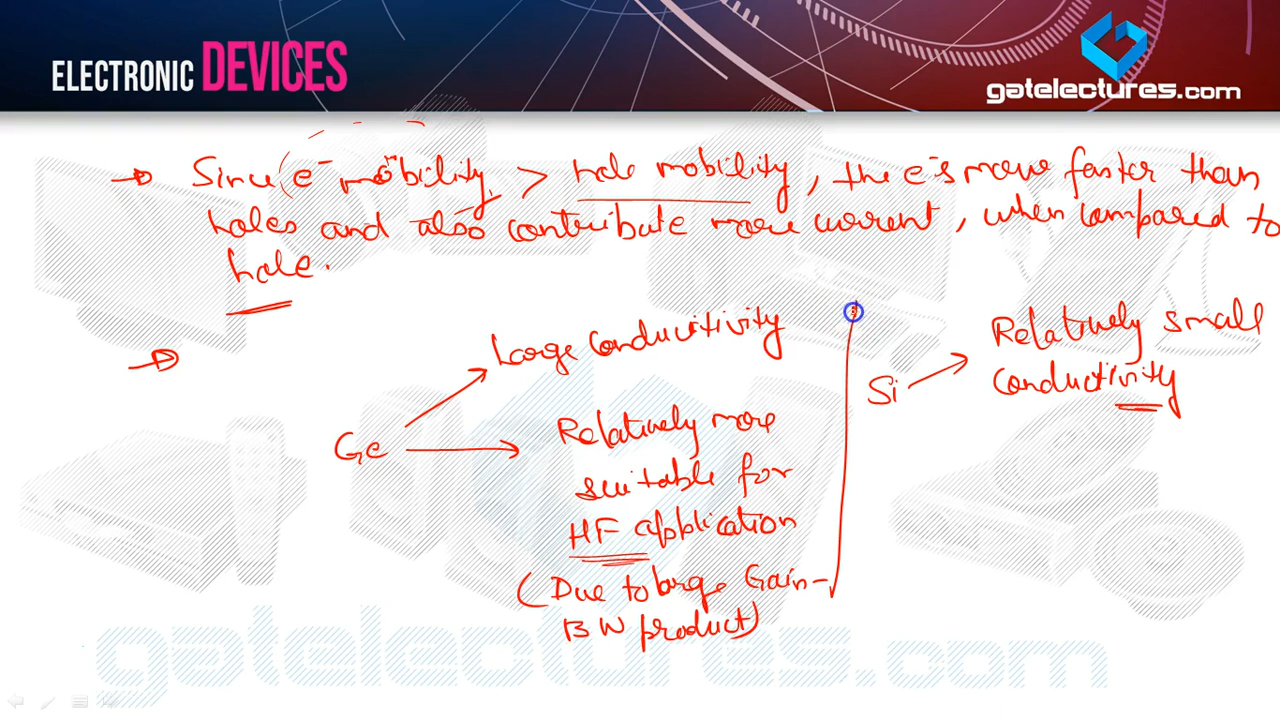 ELECTRONIC DEVICES
gatelectures.com
→ Since (e⁻ mobility > hole mobility, the e⁻s move faster than
holes and also contribute more current, when compared to
hole.
→
Large conductitivity
Ge
Relatively more
suitable for
HF application
(Due to large Gain-
BW product)
Si
Relatively small
conductivity
gatelectures.com